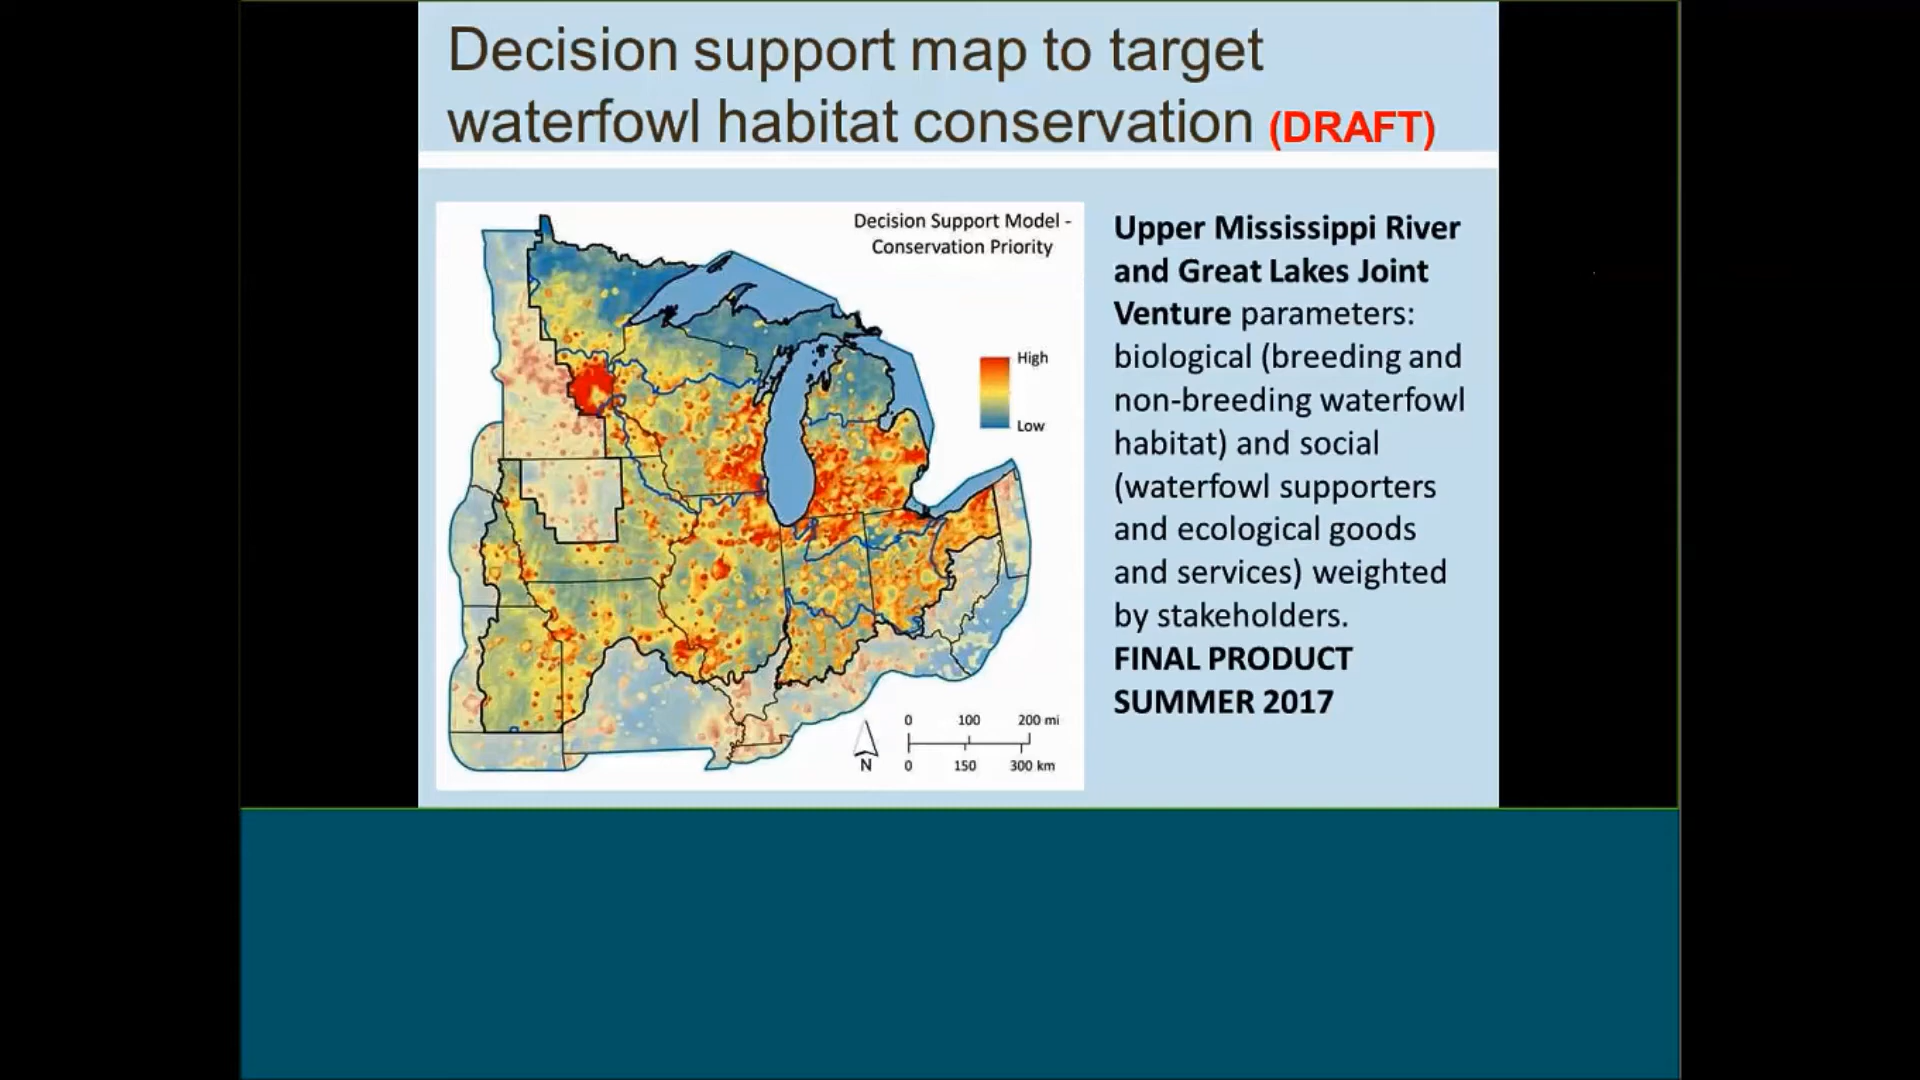 Decision support map to target
waterfowl habitat conservation (DRAFT)
Decision Support Model -
Conservation Priority
High
Low
0 100 200 mi
0 150 300 km
N
Upper Mississippi River
and Great Lakes Joint
Venture parameters:
biological (breeding and
non-breeding waterfowl
habitat) and social
(waterfowl supporters
and ecological goods
and services) weighted
by stakeholders.
FINAL PRODUCT
SUMMER 2017